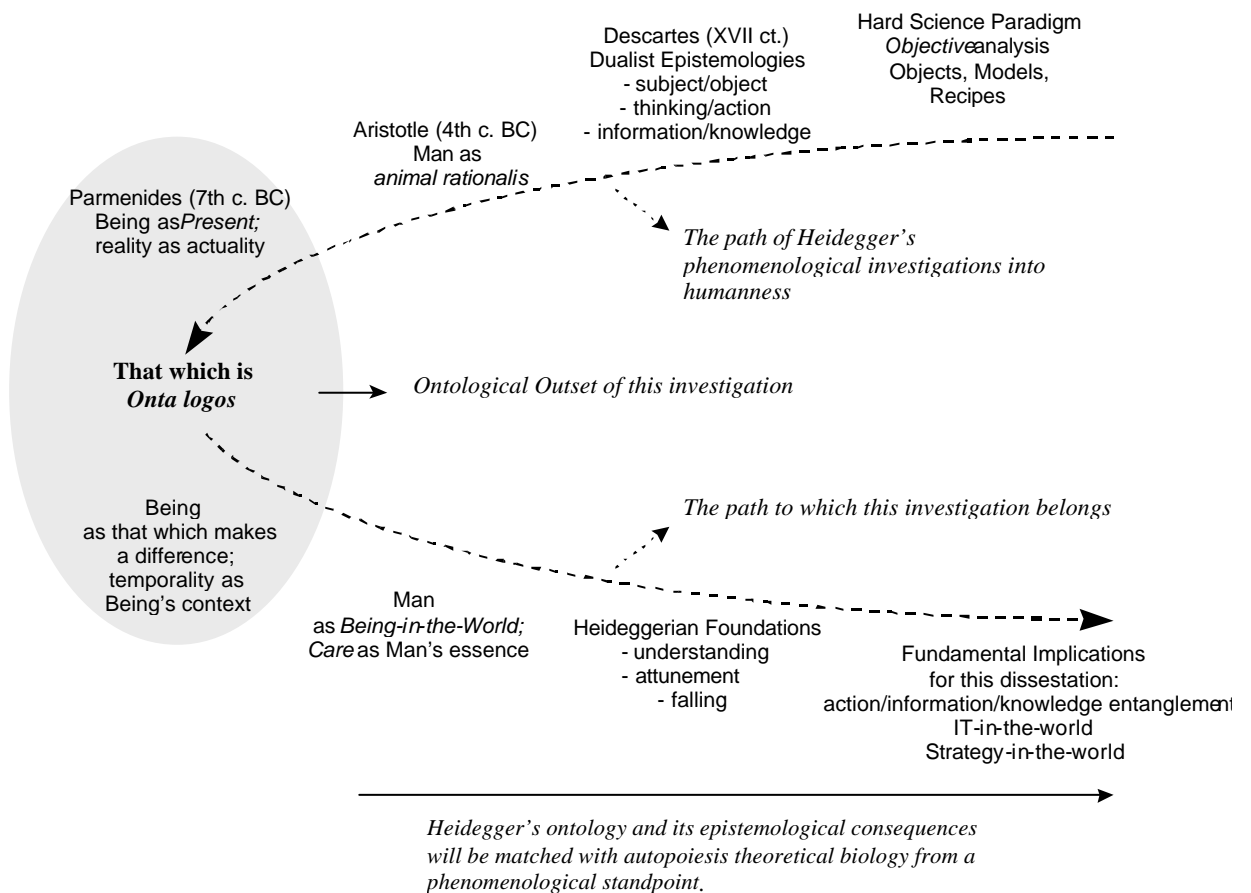 Hard Science Paradigm
Objectiveanalysis
Objects, Models,
Recipes
Descartes (XVII ct.)
Dualist Epistemologies
- subject/object
- thinking/action
- information/knowledge
Aristotle (4th c. BC)
Man as
animal rationalis
Parmenides (7th c. BC)
Being asPresent;
reality as actuality
The path of Heidegger's
phenomenological investigations into
humanness
That which is
Onta logos
Ontological Outset of this investigation
Being
as that which makes
a difference;
temporality as
Being's context
The path to which this investigation belongs
Man
as Being-in-the-World;
Care as Man's essence
Heideggerian Foundations
- understanding
- attunement
- falling
Fundamental Implications
for this dissestation:
action/information/knowledge entanglement
IT-in-the-world
Strategy-in-the-world
Heidegger's ontology and its epistemological consequences
will be matched with autopoiesis theoretical biology from a
phenomenological standpoint.